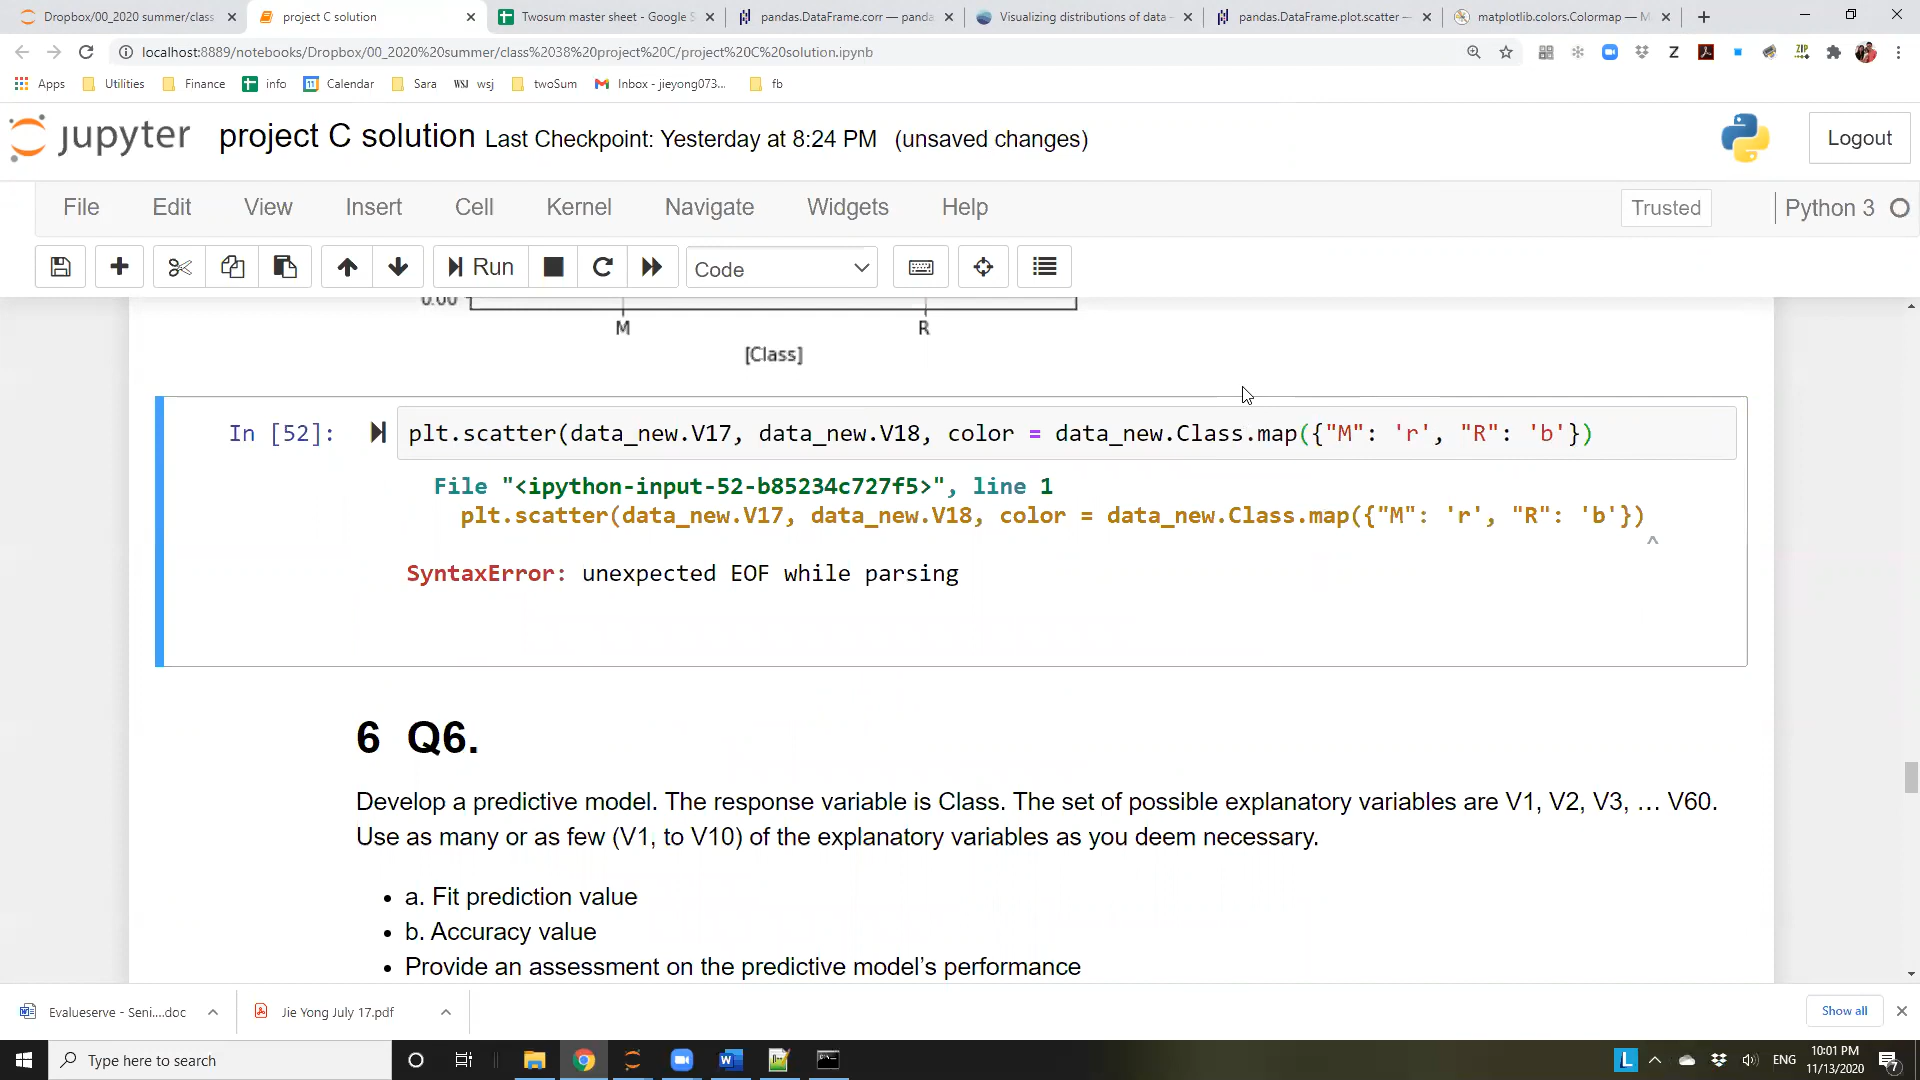 Dropbox/00_2020 summer/class
project C solution
Twosum master sheet - Google S
pandas.DataFrame.corr — panda
Visualizing distributions of data
pandas.DataFrame.plot.scatter —
matplotlib.colors.Colormap — M
localhost:8889/notebooks/Dropbox/00_2020%20summer/class%2038%20project%20C/project%20C%20solution.ipynb
Apps Utilities Finance info Calendar Sara WSJ wsj twoSum Inbox - jieyong073... fb
jupyter project C solution Last Checkpoint: Yesterday at 8:24 PM (unsaved changes) Logout
File Edit View Insert Cell Kernel Navigate Widgets Help Trusted Python 3
Run Code
0.00
M R
[Class]
In [52]: plt.scatter(data_new.V17, data_new.V18, color = data_new.Class.map({"M": 'r', "R": 'b'})
File "<ipython-input-52-b85234c727f5>", line 1
plt.scatter(data_new.V17, data_new.V18, color = data_new.Class.map({"M": 'r', "R": 'b'})
^
SyntaxError: unexpected EOF while parsing
6 Q6.
Develop a predictive model. The response variable is Class. The set of possible explanatory variables are V1, V2, V3, … V60.
Use as many or as few (V1, to V10) of the explanatory variables as you deem necessary.
• a. Fit prediction value
• b. Accuracy value
• Provide an assessment on the predictive model's performance
Evalueserve - Seni....doc
Jie Yong July 17.pdf
Show all
Type here to search
ENG
10:01 PM
11/13/2020